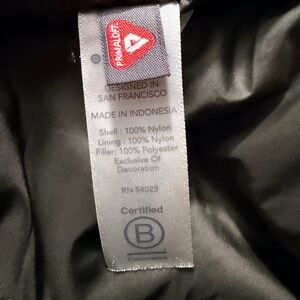 PRIMALOFT
DESIGNED IN
SAN FRANCISCO
MADE IN INDONESIA
Shell : 100% Nylon
Lining : 100% Nylon
Filler: 100% Polyester
Exclusive Of
Decoration
RN 54023
Certified
B
Corporation